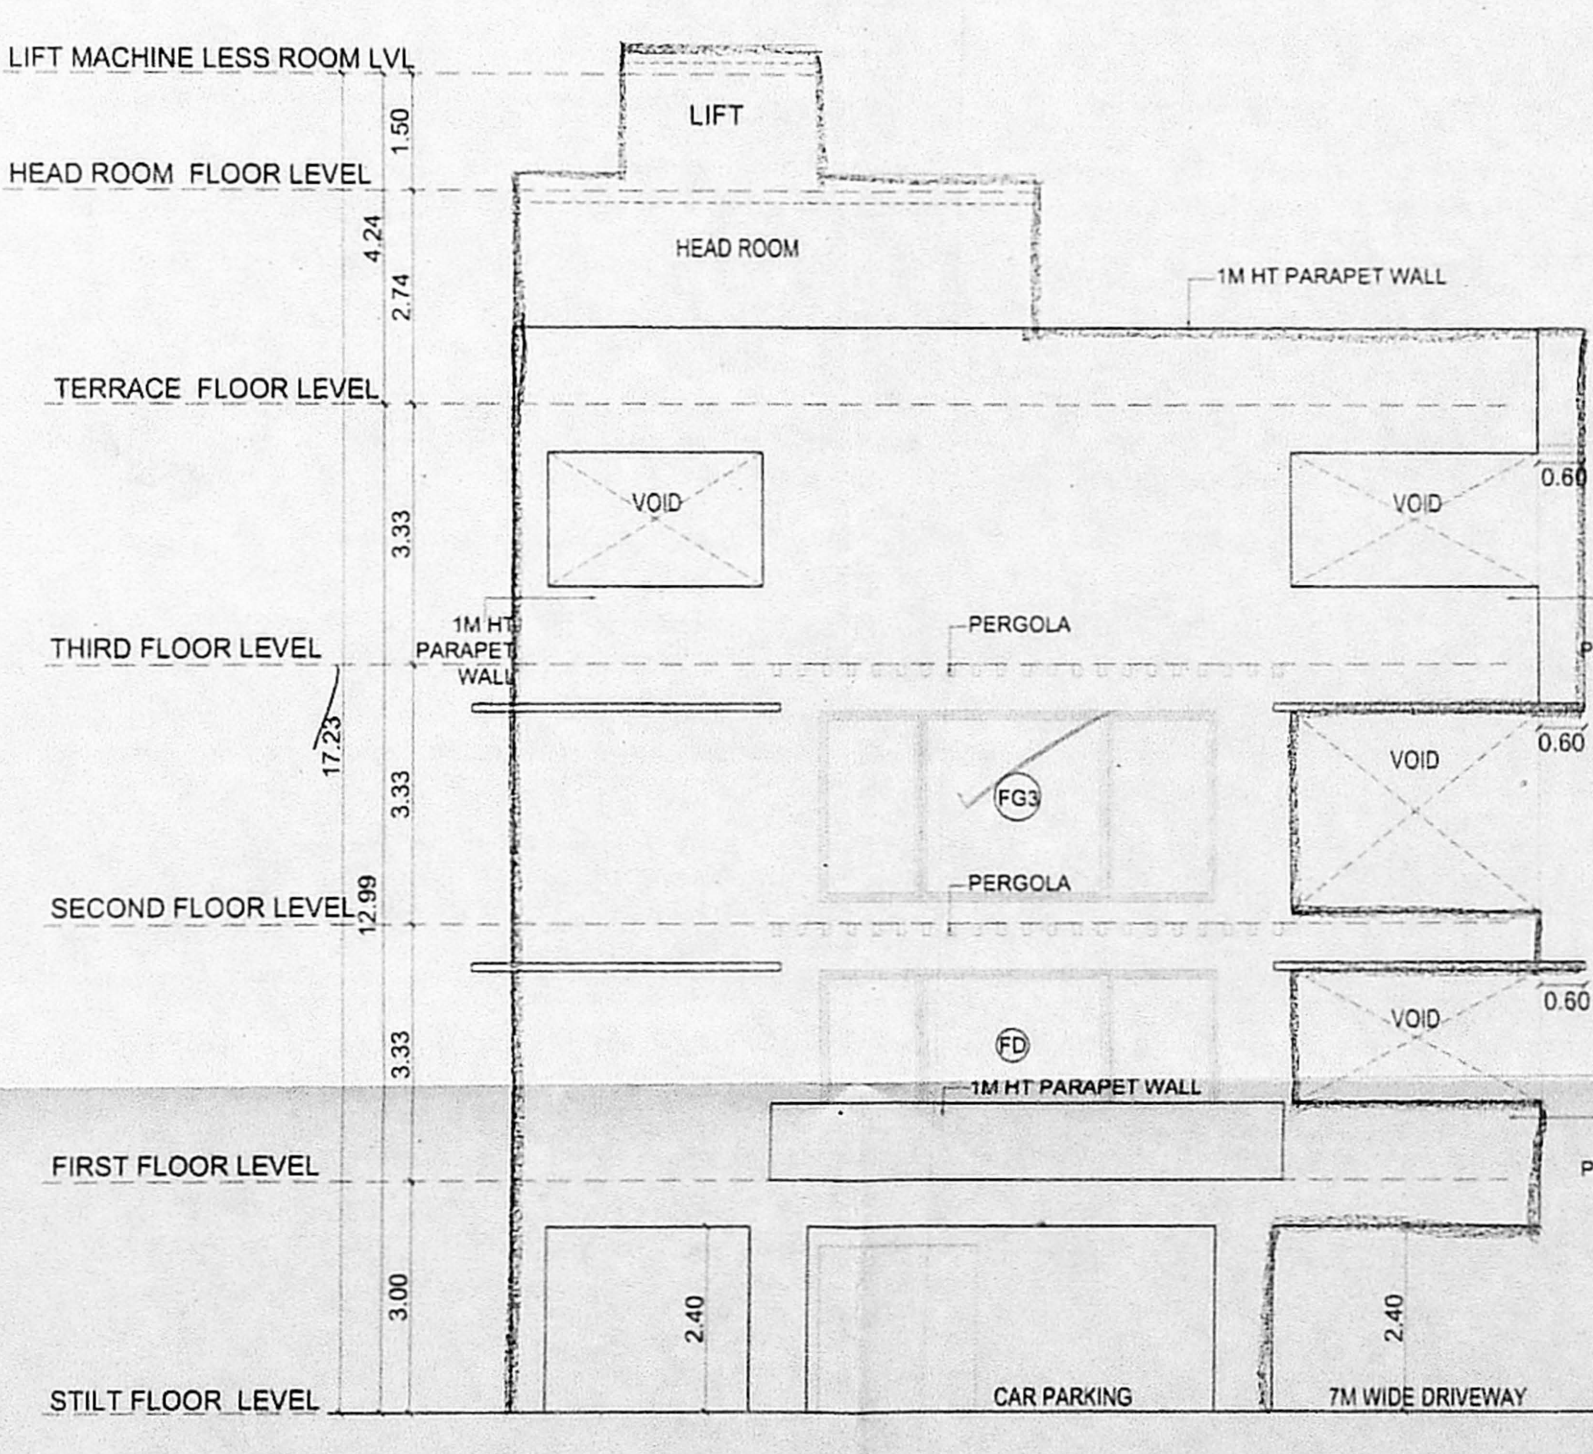 LIFT MACHINE LESS ROOM LVL
LIFT
1.50
HEAD ROOM FLOOR LEVEL
4.24
HEAD ROOM
1M HT PARAPET WALL
2.74
TERRACE FLOOR LEVEL
0.60
VOID
VOID
3.33
1M HT
PARAPET
WALL
PERGOLA
THIRD FLOOR LEVEL
P
17.23
0.60
VOID
3.33
FG3
PERGOLA
SECOND FLOOR LEVEL
12.99
0.60
VOID
3.33
FD
1M HT PARAPET WALL
FIRST FLOOR LEVEL
P
3.00
2.40
2.40
STILT FLOOR LEVEL
CAR PARKING
7M WIDE DRIVEWAY